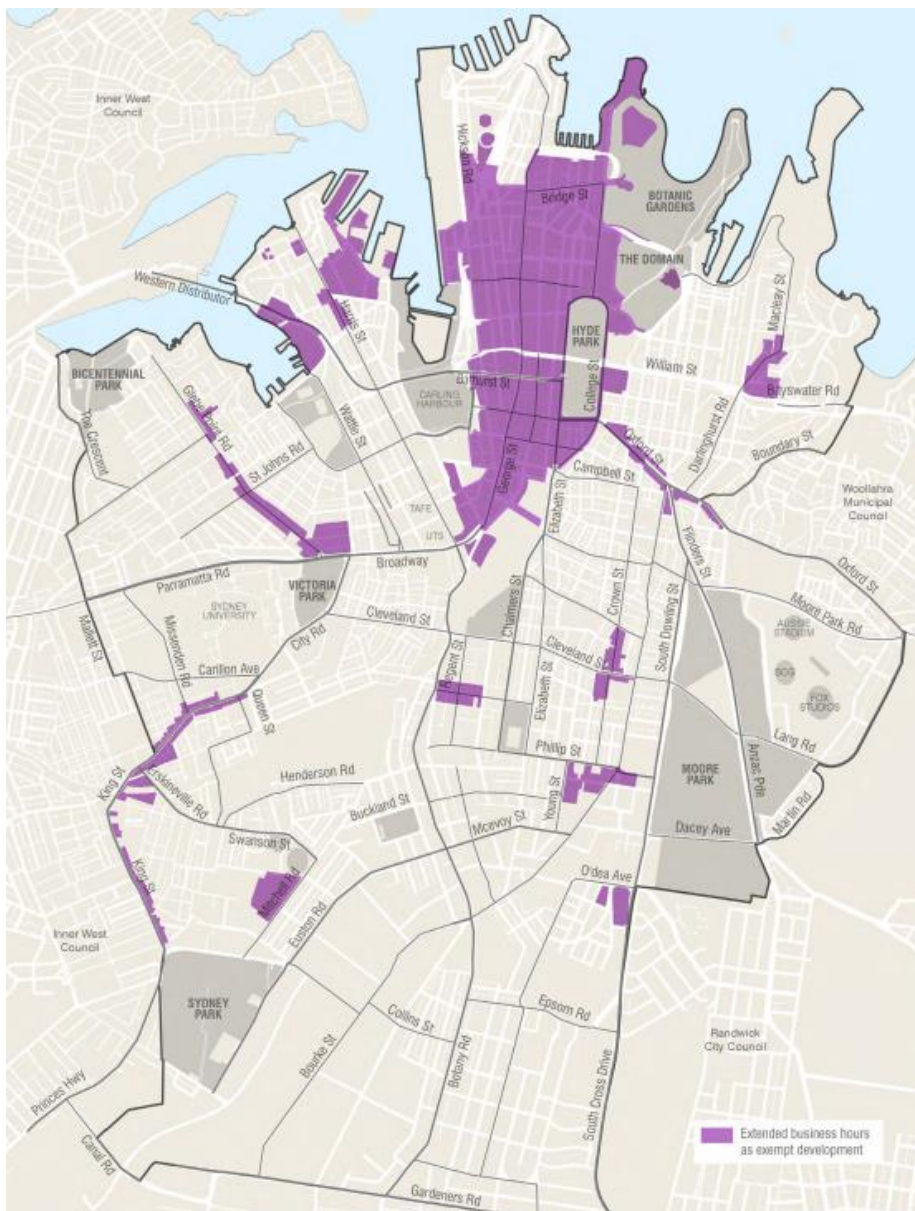 Inner West
Council
Hickson Rd
Bridge St
BOTANIC
GARDENS
THE DOMAIN
Western Distributor
Harris St
Macleay St
HYDE
PARK
William St
College St
Bathurst St
Bayswater Rd
BICENTENNIAL
PARK
DARLING
HARBOUR
Glebe Point Rd
The Crescent
Wattle St
Oxford St
Darlinghurst Rd
Boundary St
St Johns Rd
George St
Campbell St
Elizabeth St
Woollahra
Municipal
Council
TAFE
UTS
Broadway
Flinders St
Parramatta Rd
VICTORIA
PARK
Oxford St
Chalmers St
Crown St
South Dowling St
Moore Park Rd
SYDNEY
UNIVERSITY
Cleveland St
AUSSIE
STADIUM
Mallett St
Missenden Rd
City Rd
Carillon Ave
Cleveland St
SCG
Regent St
Elizabeth St
FOX
STUDIOS
Queen St
Phillip St
Lang Rd
King St
Erskineville Rd
Henderson Rd
MOORE
PARK
Anzac Pde
Buckland St
Young St
Martin Rd
Mcevoy St
Dacey Ave
Swanson St
King St
Mitchell Rd
O'dea Ave
Euston Rd
Inner West
Council
SYDNEY
PARK
Epsom Rd
Collins St
Bourke St
Botany Rd
Randwick
City Council
South Cross Drive
Princes Hwy
Canal Rd
Gardeners Rd
Extended business hours
as exempt development